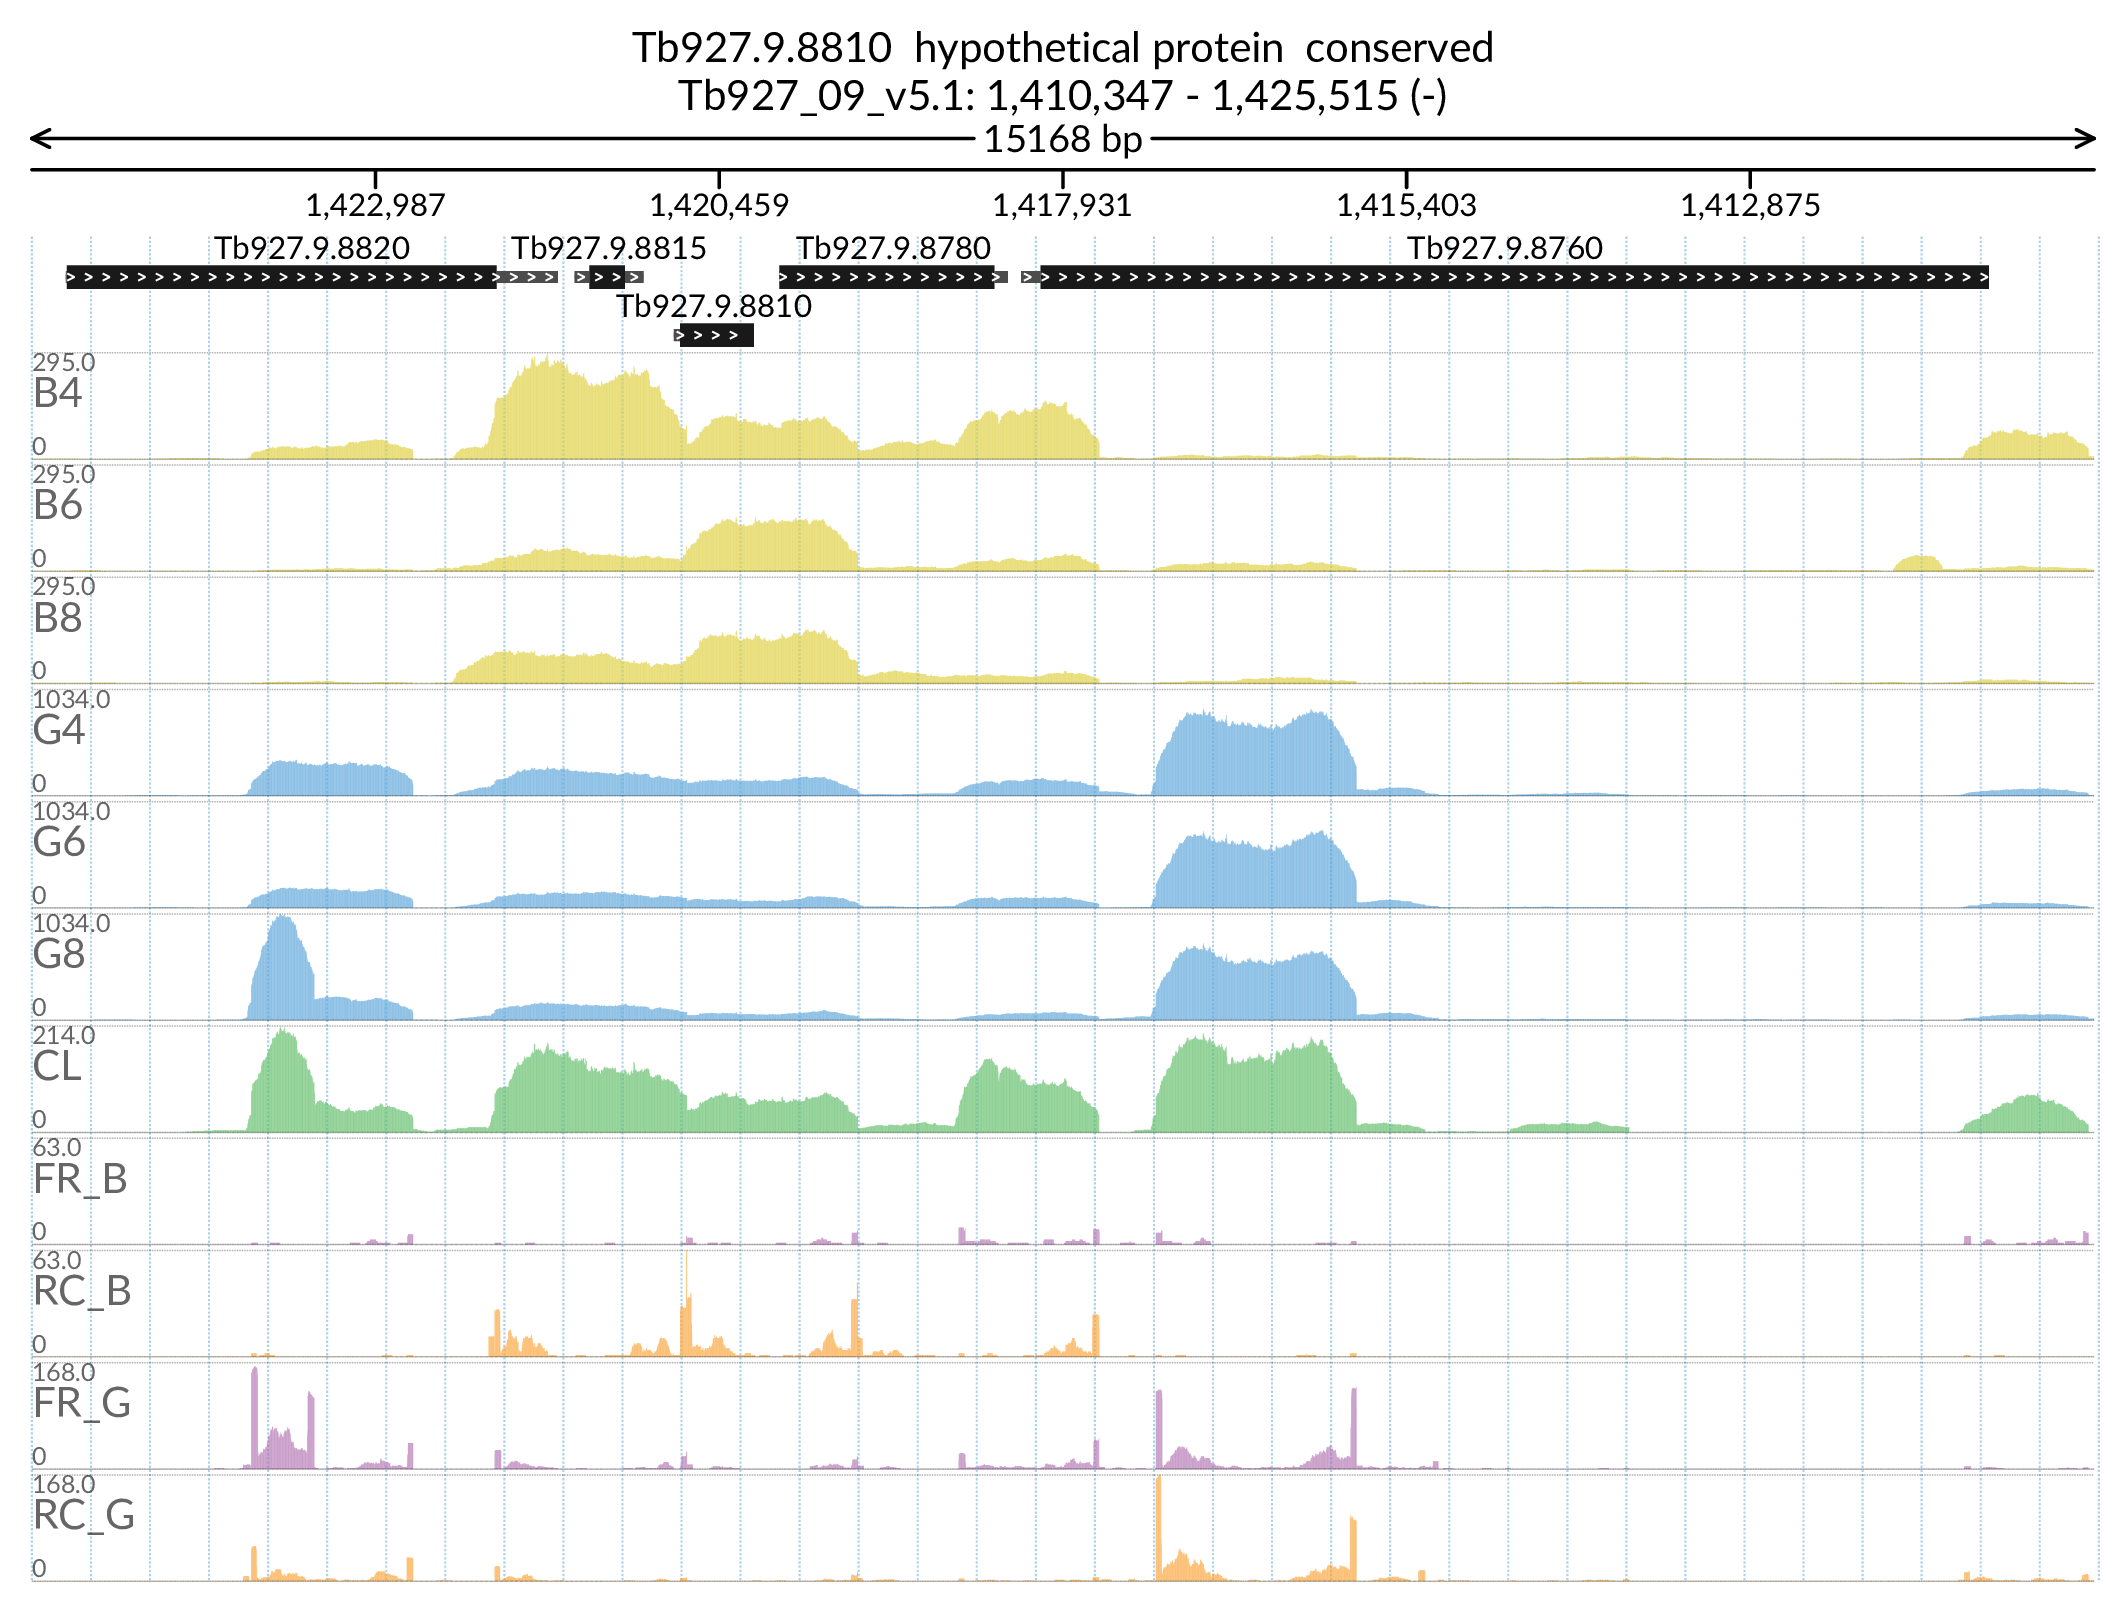 Tb927.9.8810  hypothetical protein  conserved
Tb927_09_v5.1: 1,410,347 - 1,425,515 (-)
15168 bp
1,422,987 1,420,459 1,417,931 1,415,403 1,412,875
Tb927.9.8820 Tb927.9.8815 Tb927.9.8780 Tb927.9.8760
Tb927.9.8810
295.0
B4
0
295.0
B6
0
295.0
B8
0
1034.0
G4
0
1034.0
G6
0
1034.0
G8
0
214.0
CL
0
63.0
FR_B
0
63.0
RC_B
0
168.0
FR_G
0
168.0
RC_G
0